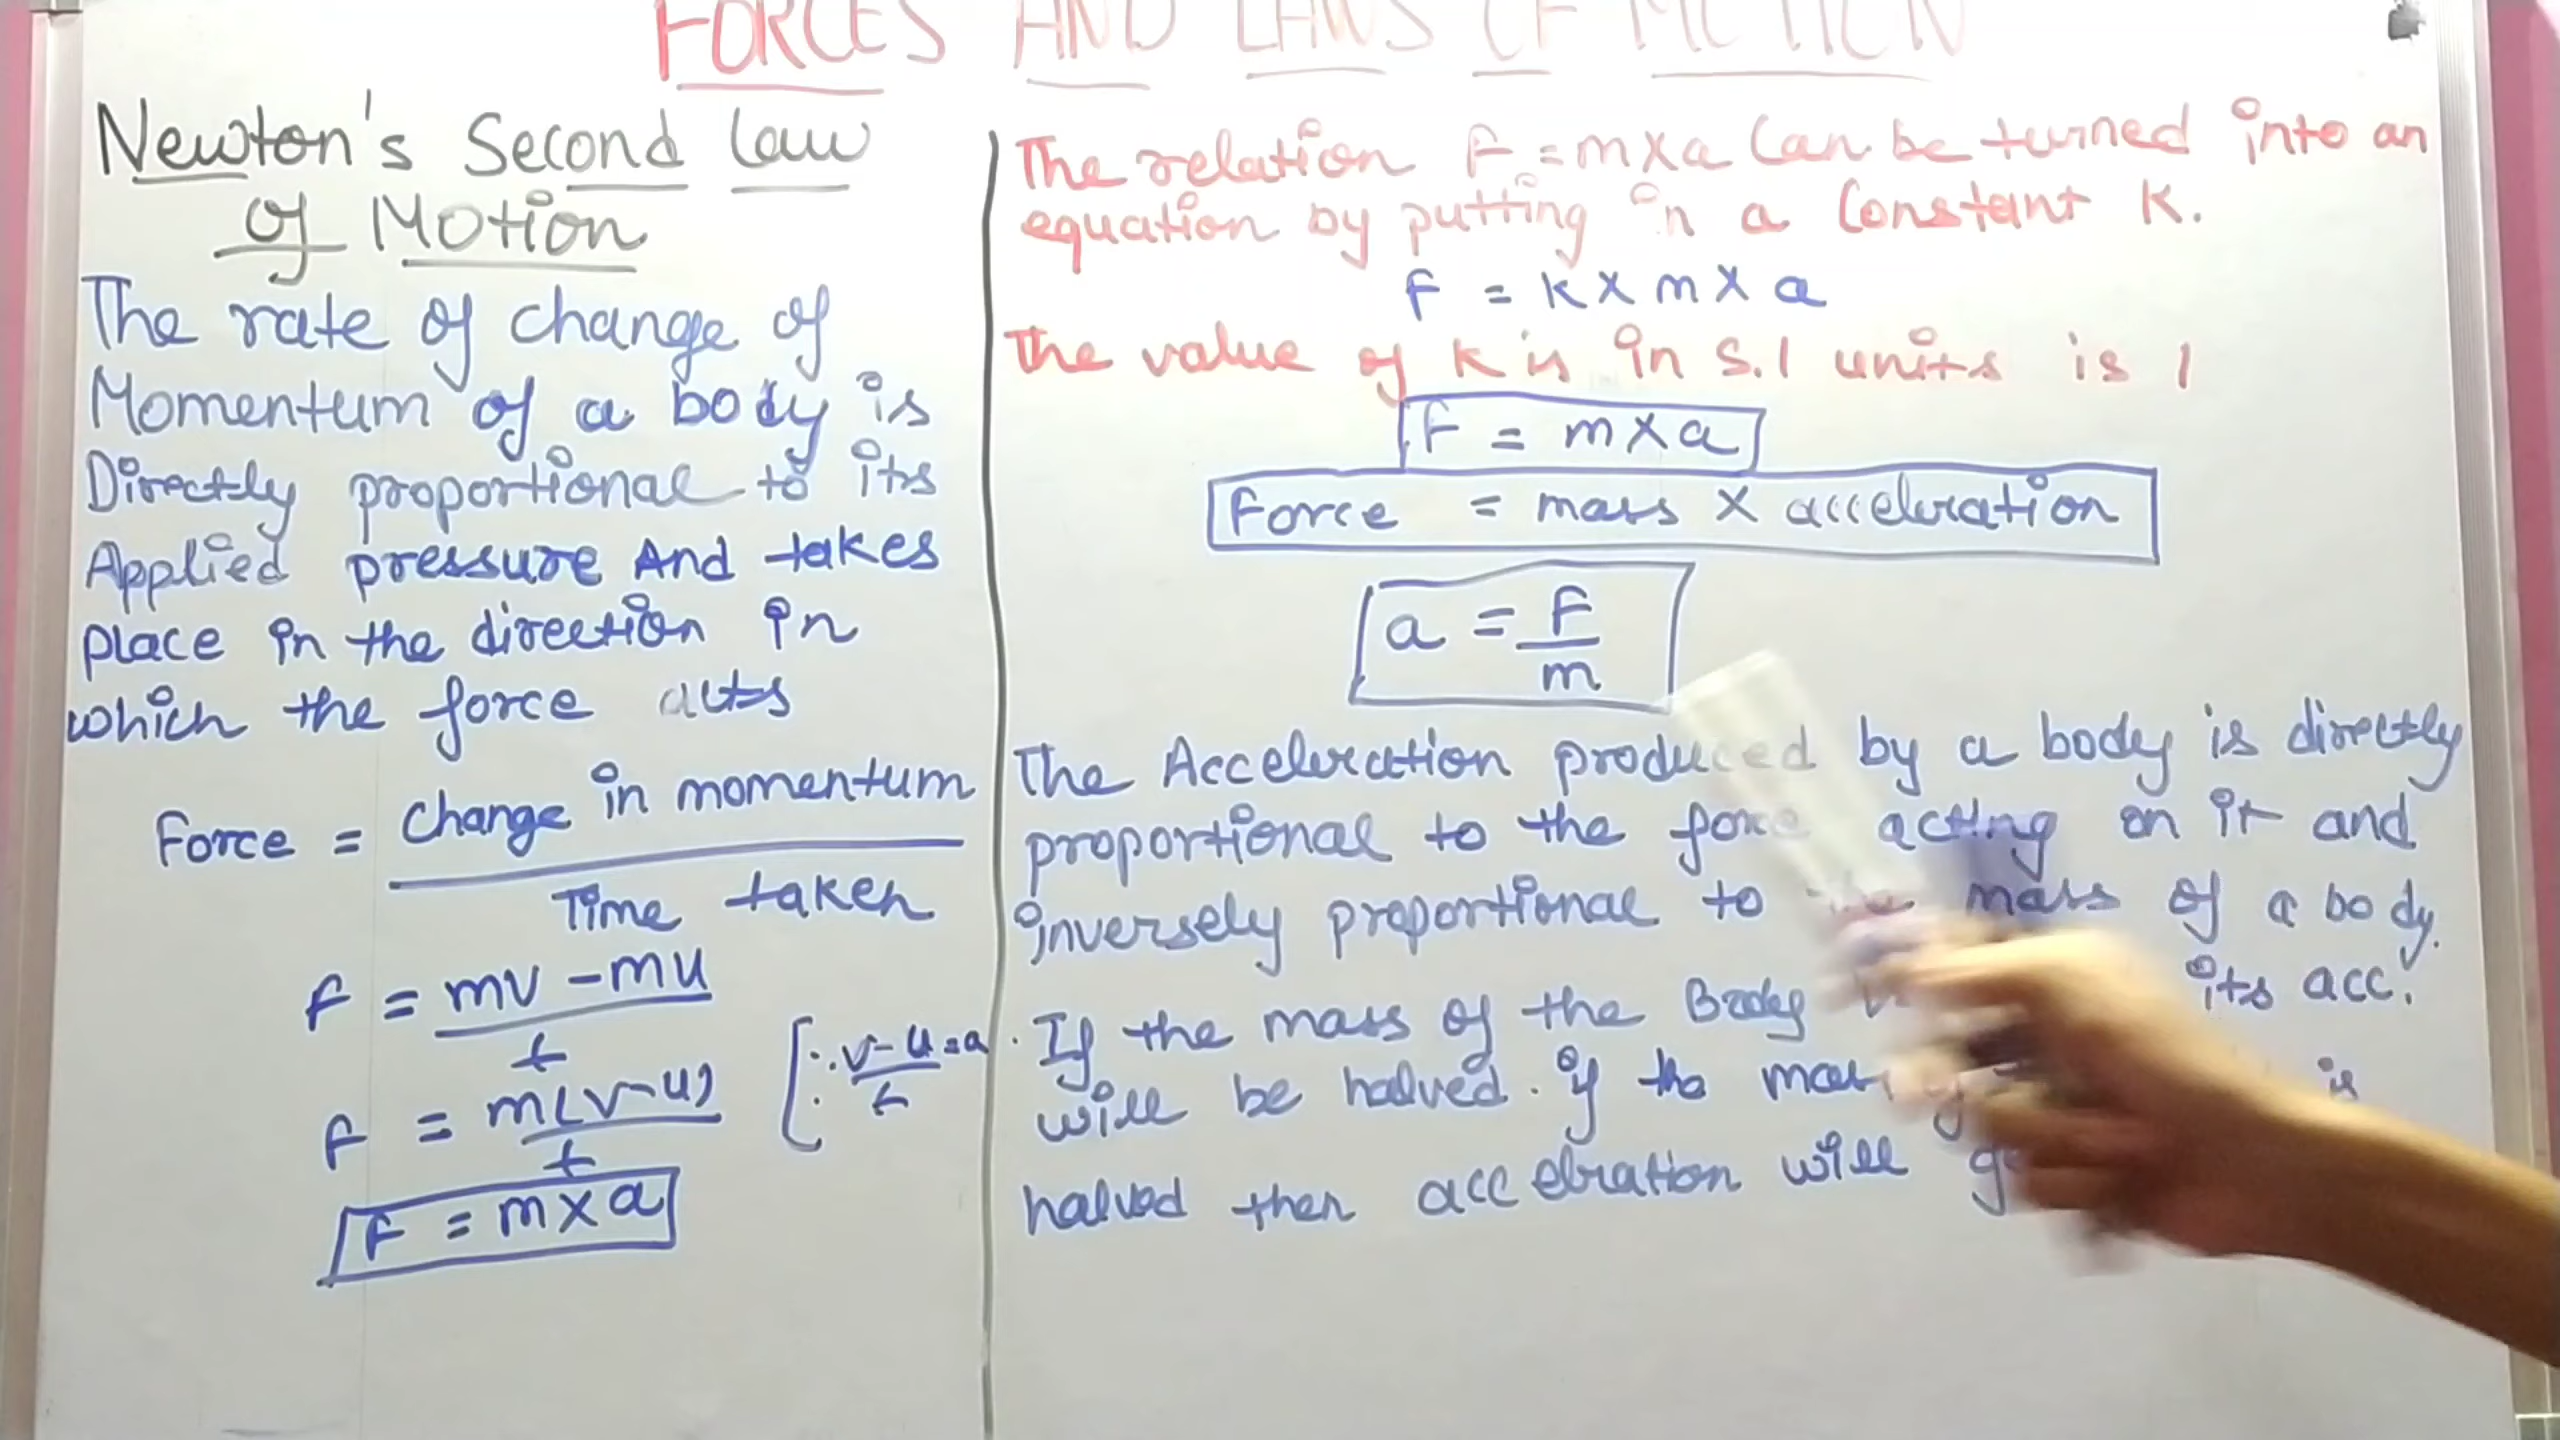 FORCES AND LAWS OF MOTION
Newton's Second Law
of Motion
The rate of change of
Momentum of a body is
Directly proportional to its
Applied pressure And takes
place in the direction in
which the force acts
Force = Change in momentum
Time taken
F = mv - mu
t
F = m(v-u)
t
[∵ v-u = a
t
F = m x a
The relation F = m x a Can be turned into an
equation by putting in a Constant K.
F = K x m x a
The value of K is in S.I units is 1
F = m x a
Force = mass x acceleration
a = F
m
The Acceleration produced by a body is directly
proportional to the force acting on it and
inversely proportional to the mass of a body.
If the mass of the Body its acc.
will be halved. if the mass is
halved then accelration will